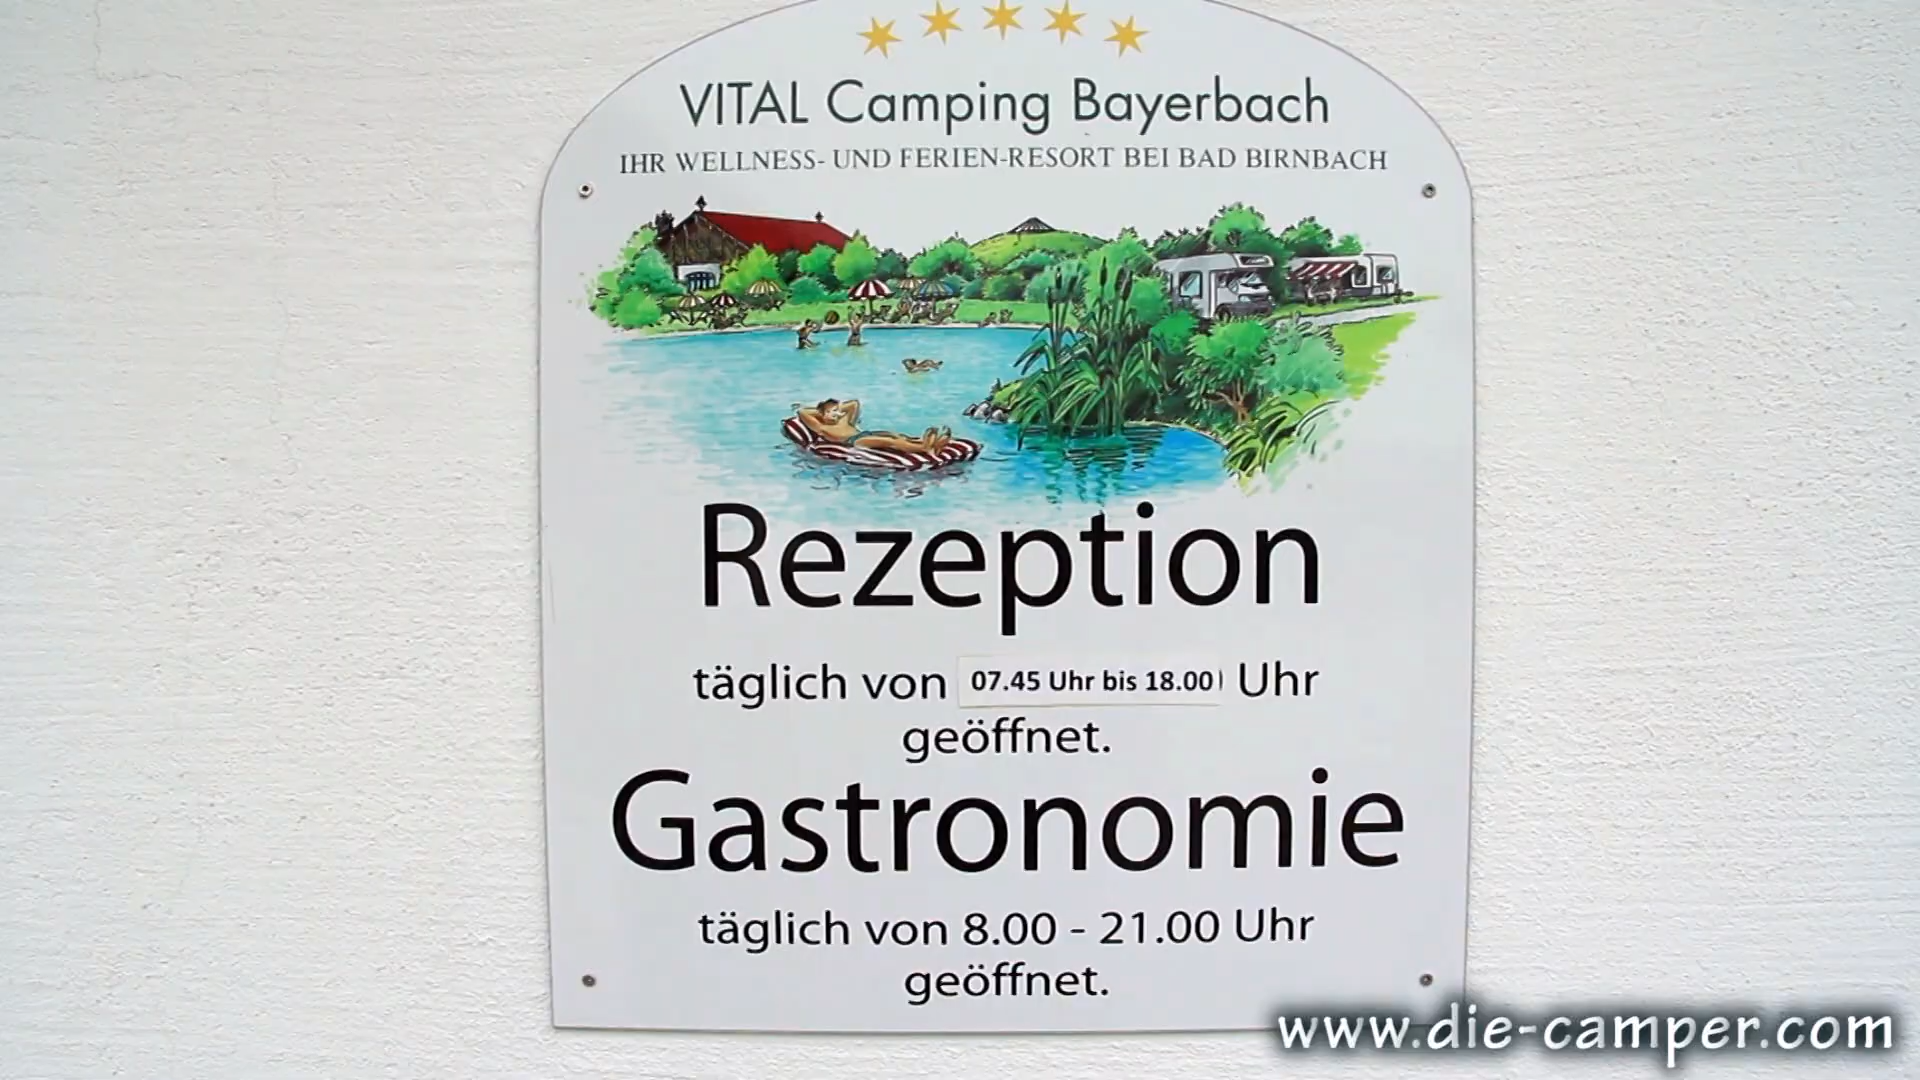 VITAL Camping Bayerbach
IHR WELLNESS- UND FERIEN-RESORT BEI BAD BIRNBACH
Rezeption
täglich von 07.45 Uhr bis 18.00 Uhr
geöffnet.
Gastronomie
täglich von 8.00 - 21.00 Uhr
geöffnet.
www.die-camper.com